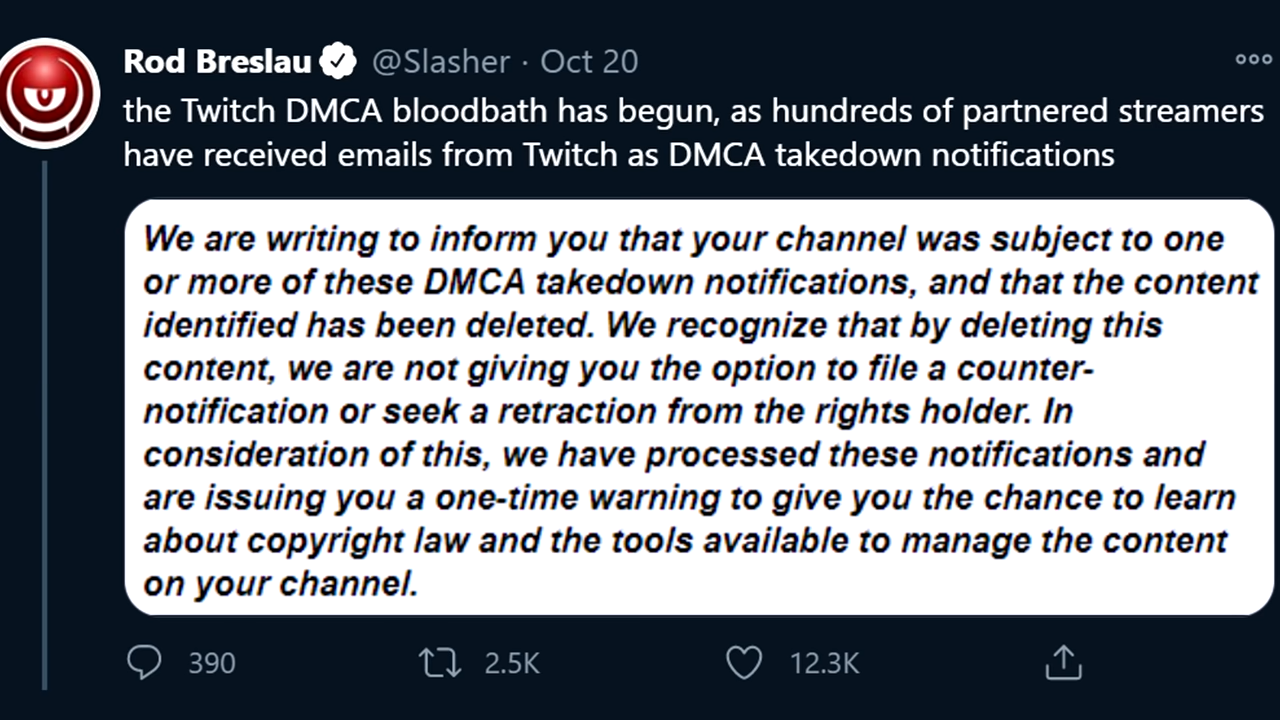 Rod Breslau @Slasher · Oct 20
the Twitch DMCA bloodbath has begun, as hundreds of partnered streamers
have received emails from Twitch as DMCA takedown notifications
We are writing to inform you that your channel was subject to one
or more of these DMCA takedown notifications, and that the content
identified has been deleted. We recognize that by deleting this
content, we are not giving you the option to file a counter-
notification or seek a retraction from the rights holder. In
consideration of this, we have processed these notifications and
are issuing you a one-time warning to give you the chance to learn
about copyright law and the tools available to manage the content
on your channel.
390 2.5K 12.3K